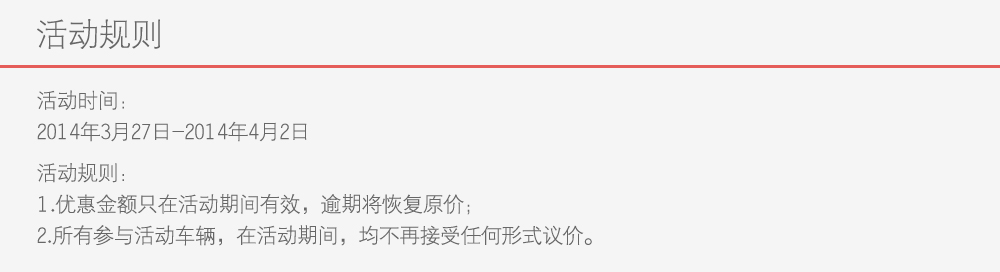 活动规则
活动时间：
2014年3月27日-2014年4月2日
活动规则：
1.优惠金额只在活动期间有效，逾期将恢复原价；
2.所有参与活动车辆，在活动期间，均不再接受任何形式议价。